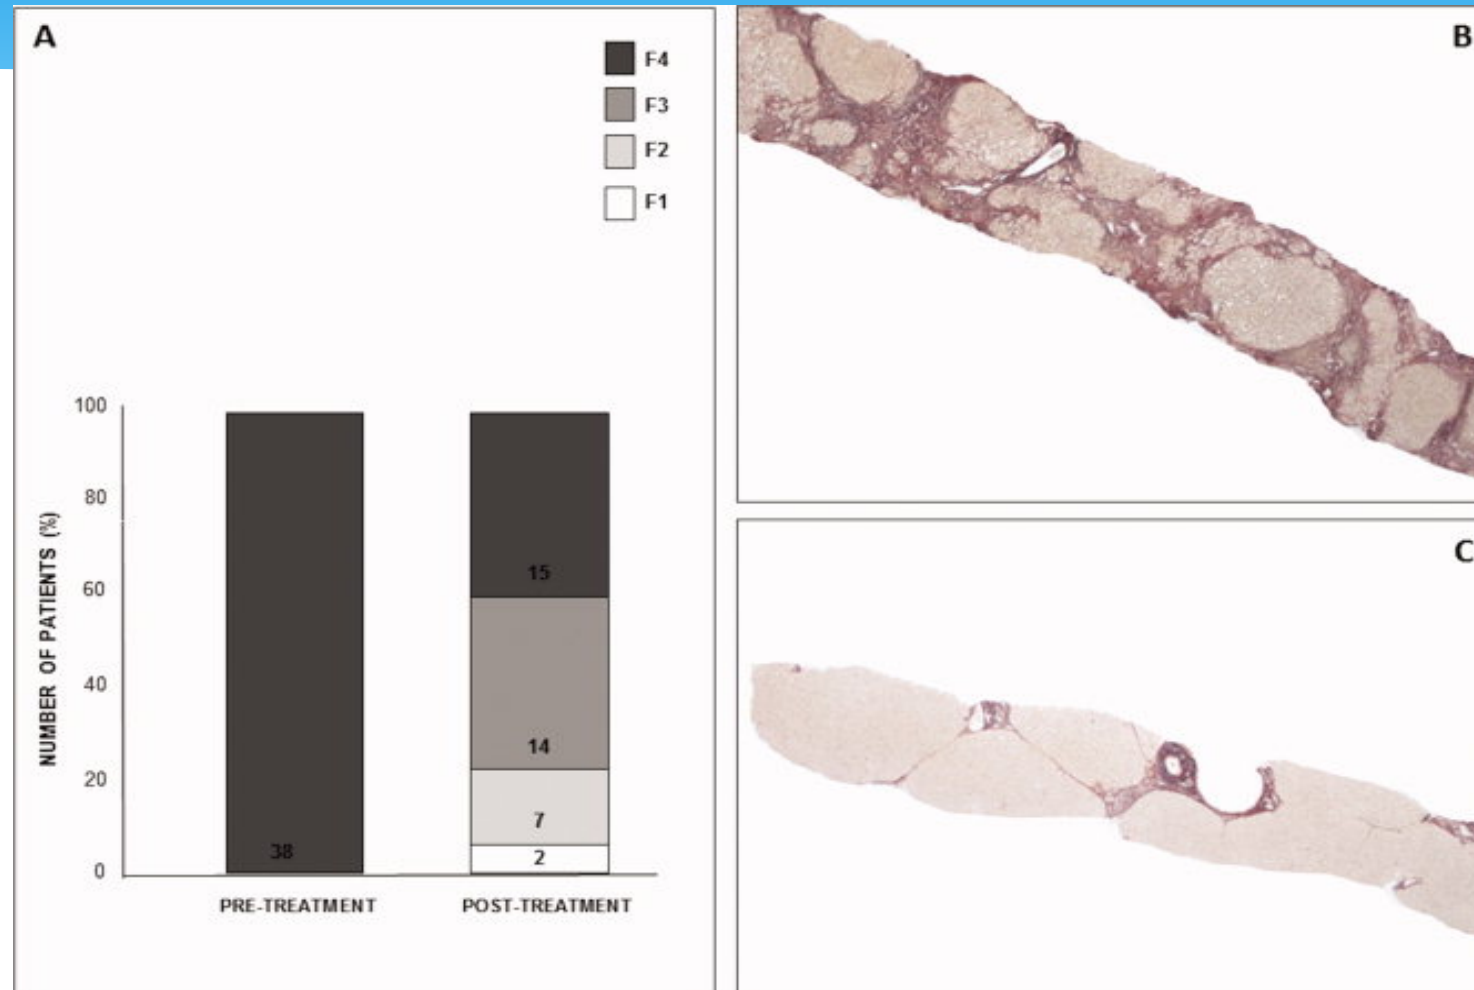 A
F4
F3
F2
F1
100
80
60
40
20
0
NUMBER OF PATIENTS (%)
38
15
14
7
2
PRE-TREATMENT
POST-TREATMENT
B
C